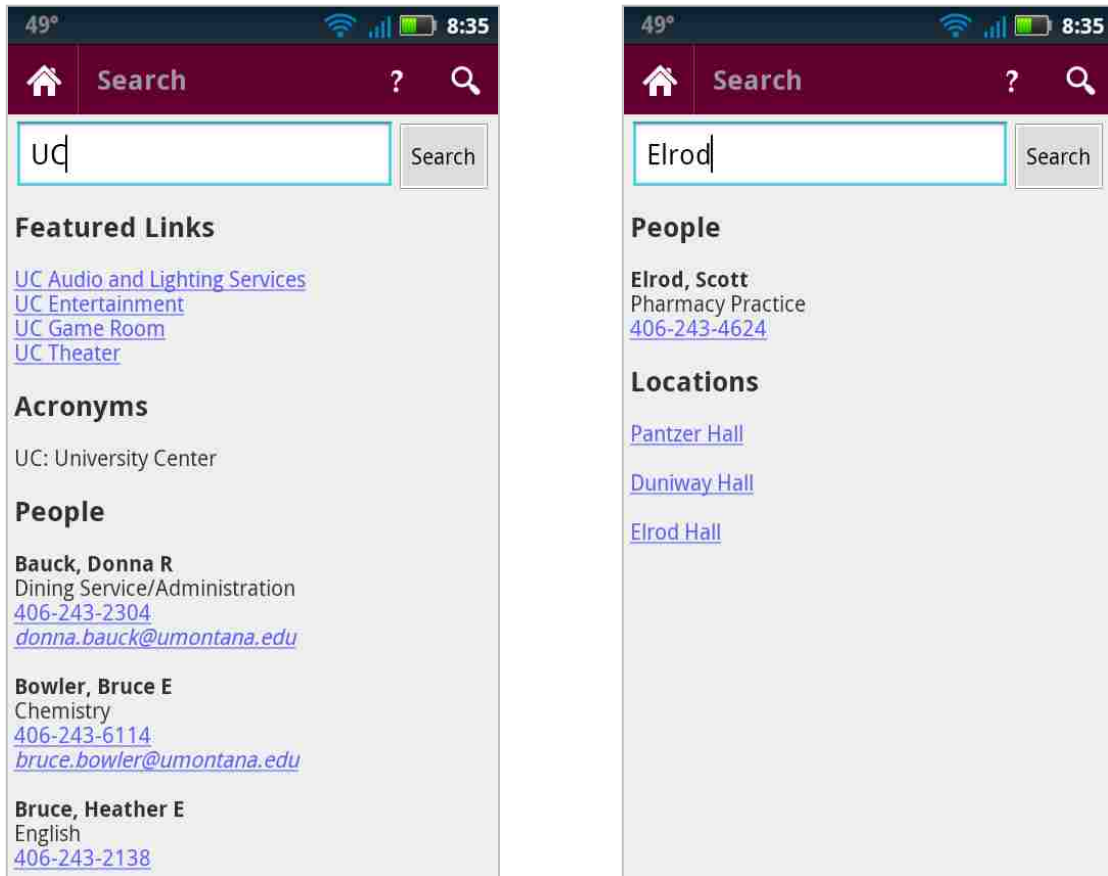 49°
8:35
Search
?
UC
Search
Featured Links
UC Audio and Lighting Services
UC Entertainment
UC Game Room
UC Theater
Acronyms
UC: University Center
People
Bauck, Donna R
Dining Service/Administration
406-243-2304
donna.bauck@umontana.edu
Bowler, Bruce E
Chemistry
406-243-6114
bruce.bowler@umontana.edu
Bruce, Heather E
English
406-243-2138
49°
8:35
Search
?
Elrod
Search
People
Elrod, Scott
Pharmacy Practice
406-243-4624
Locations
Pantzer Hall
Duniway Hall
Elrod Hall